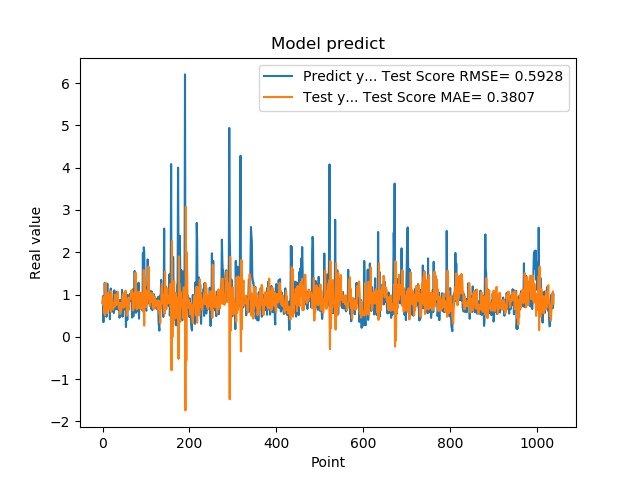 Model predict
Predict y... Test Score RMSE= 0.5928
Test y... Test Score MAE= 0.3807
Real value
6
5
4
3
2
1
0
−1
−2
0 200 400 600 800 1000
Point